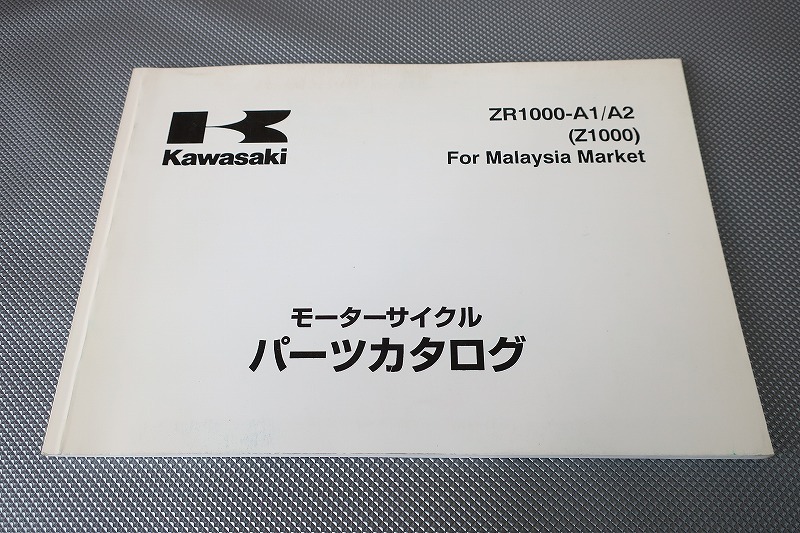 Kawasaki
ZR1000-A1/A2
(Z1000)
For Malaysia Market
モーターサイクル
パーツカタログ